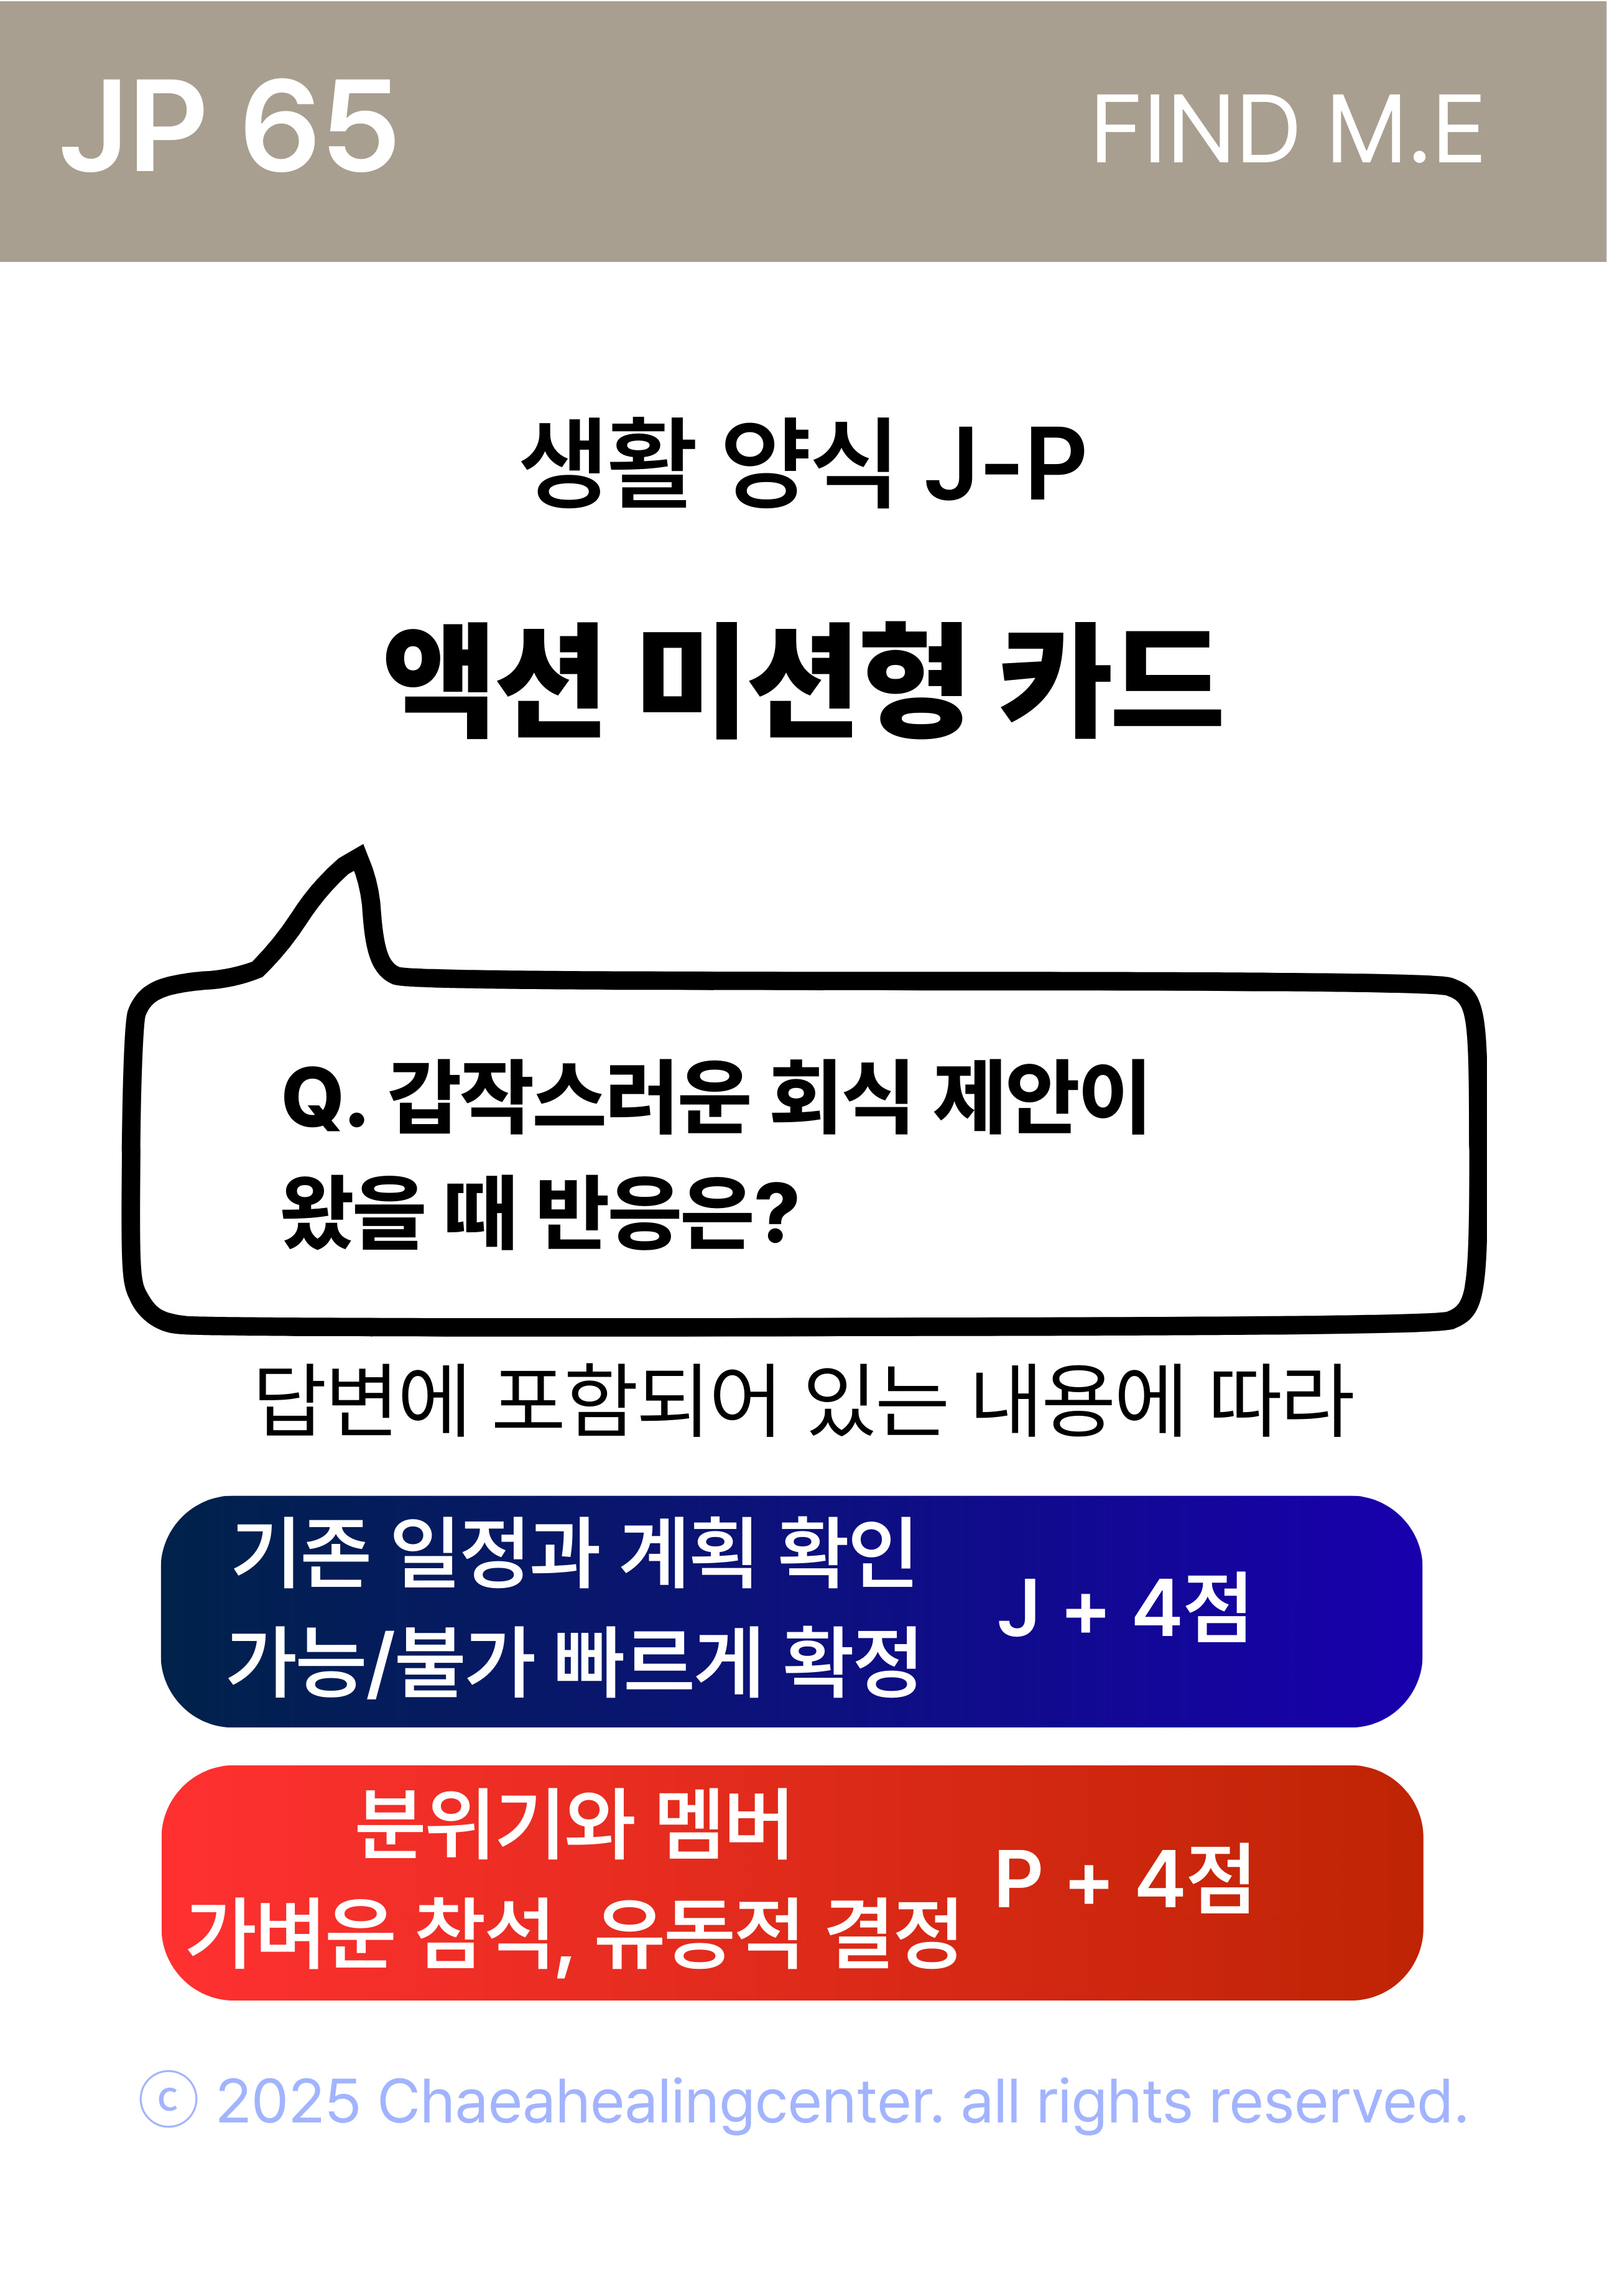 JP 65
FIND M.E
생활 양식 J-P
액션 미션형 카드
Q. 갑작스러운 회식 제안이
왔을 때 반응은?
답변에 포함되어 있는 내용에 따라
기존 일정과 계획 확인
가능/불가 빠르게 확정
J + 4점
분위기와 멤버
가벼운 참석, 유동적 결정
P + 4점
ⓒ 2025 Chaeahealingcenter. all rights reserved.